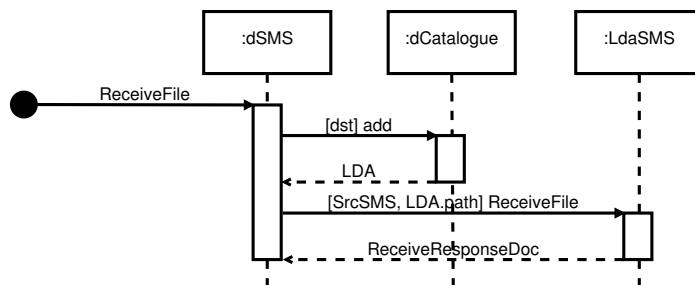 :dSMS
:dCatalogue
:LdaSMS
ReceiveFile
[dst] add
LDA
[SrcSMS, LDA.path] ReceiveFile
ReceiveResponseDoc